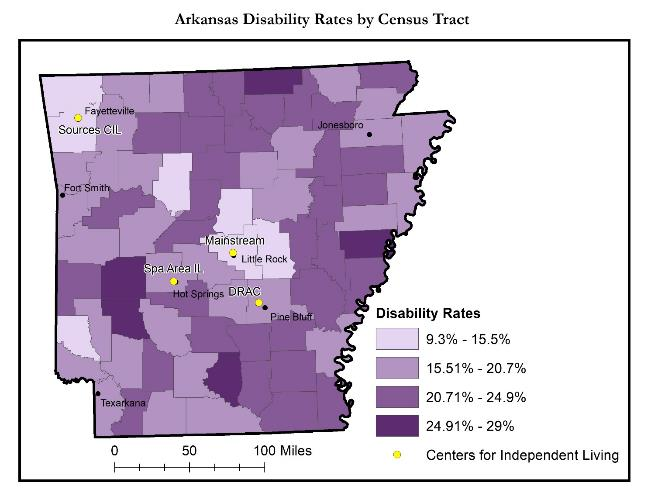 Arkansas Disability Rates by Census Tract
Fayetteville
Sources CIL
Jonesboro
Fort Smith
Mainstream
Little Rock
Spa Area IL
Hot Springs
DRAC
Pine Bluff
Texarkana
Disability Rates
9.3% - 15.5%
15.51% - 20.7%
20.71% - 24.9%
24.91% - 29%
Centers for Independent Living
0 50 100 Miles